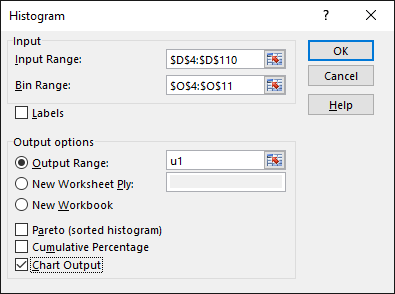 Histogram
? ×
Input
Input Range: $D$4:$D$110
Bin Range: $O$4:$O$11
Labels
OK
Cancel
Help
Output options
Output Range: u1
New Worksheet Ply:
New Workbook
Pareto (sorted histogram)
Cumulative Percentage
Chart Output